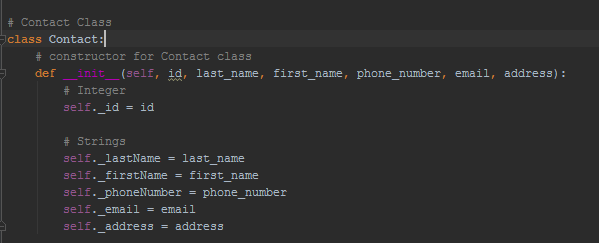 # Contact Class
class Contact:
    # constructor for Contact class
    def __init__(self, id, last_name, first_name, phone_number, email, address):
        # Integer
        self._id = id
        # Strings
        self._lastName = last_name
        self._firstName = first_name
        self._phoneNumber = phone_number
        self._email = email
        self._address = address